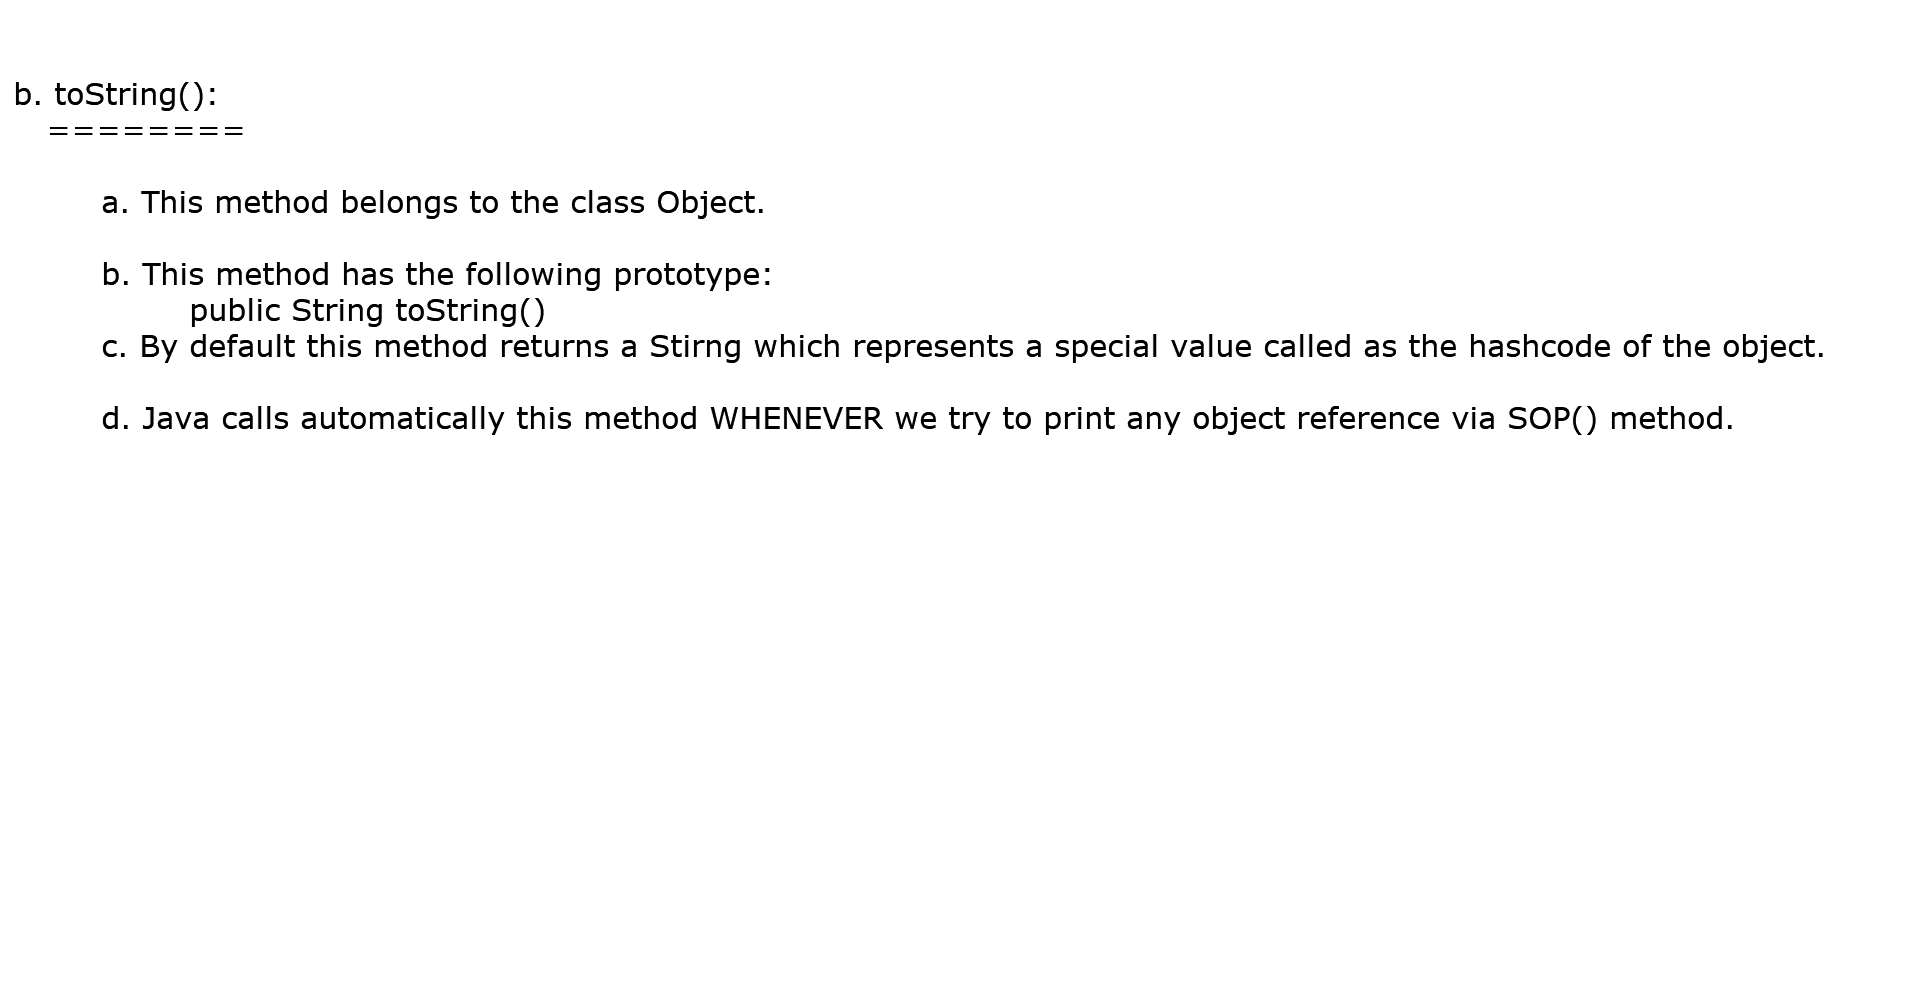 b. toString():
========
a. This method belongs to the class Object.
b. This method has the following prototype:
public String toString()
c. By default this method returns a Stirng which represents a special value called as the hashcode of the object.
d. Java calls automatically this method WHENEVER we try to print any object reference via SOP() method.